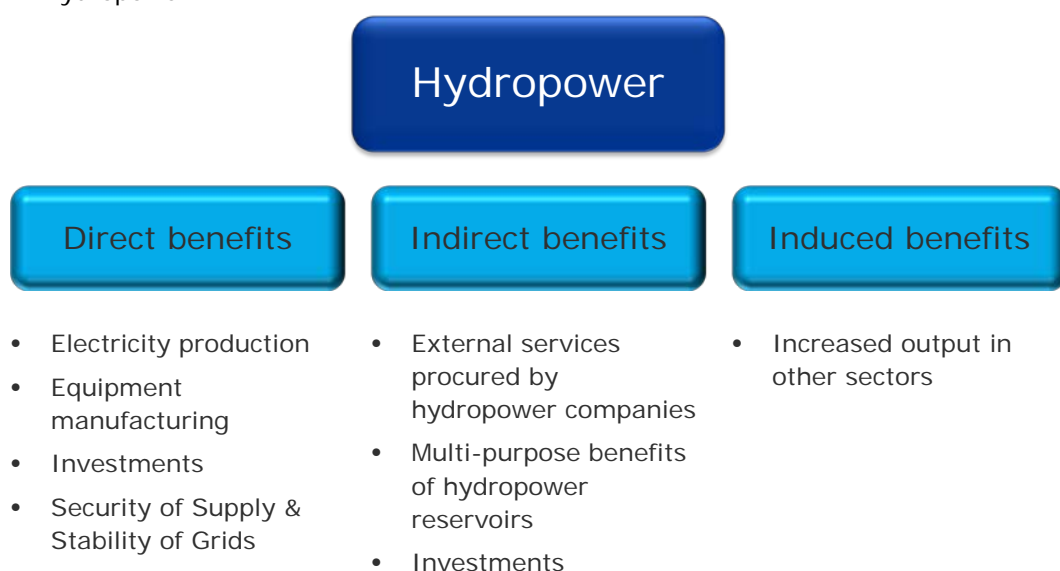 Hydropower
Direct benefits
Indirect benefits
Induced benefits
• Electricity production
• Equipment
manufacturing
• Investments
• Security of Supply &
Stability of Grids
• External services
procured by
hydropower companies
• Multi-purpose benefits
of hydropower
reservoirs
• Investments
• Increased output in
other sectors